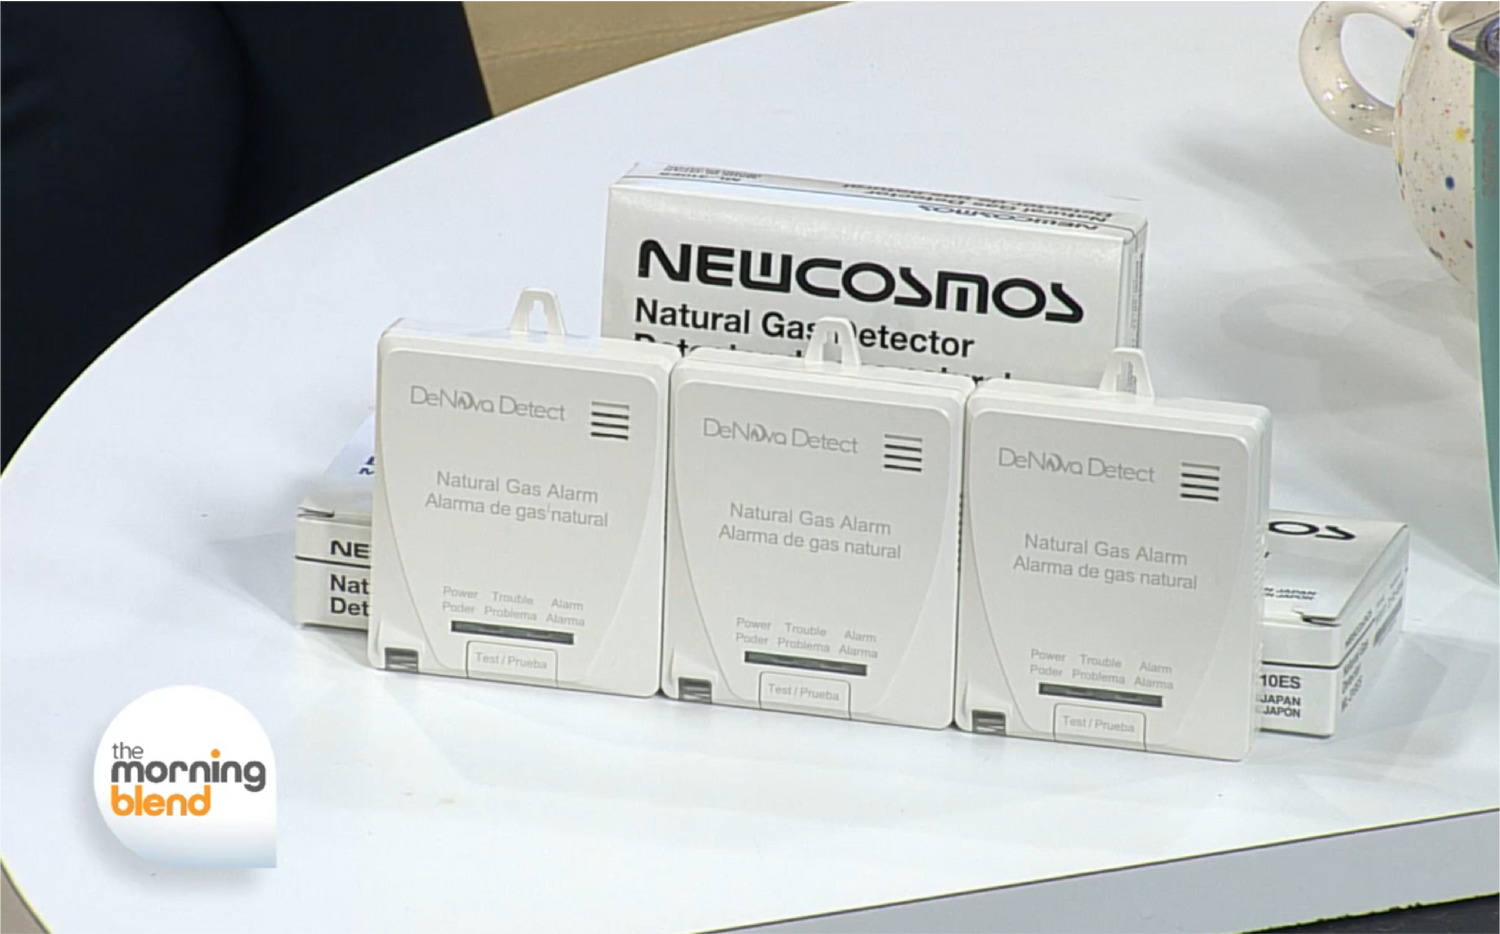 NEWCOSMOS
Natural Gas Detector
DeNova Detect
Natural Gas Alarm
Alarma de gas natural
Power Trouble Alarm
Poder Problema Alarma
Test / Prueba
DeNova Detect
Natural Gas Alarm
Alarma de gas natural
Power Trouble Alarm
Poder Problema Alarma
Test / Prueba
DeNova Detect
Natural Gas Alarm
Alarma de gas natural
Power Trouble Alarm
Poder Problema Alarma
Test / Prueba
NE
Nat
Det
OS
10ES
JAPAN
JAPÓN
the
morning
blend